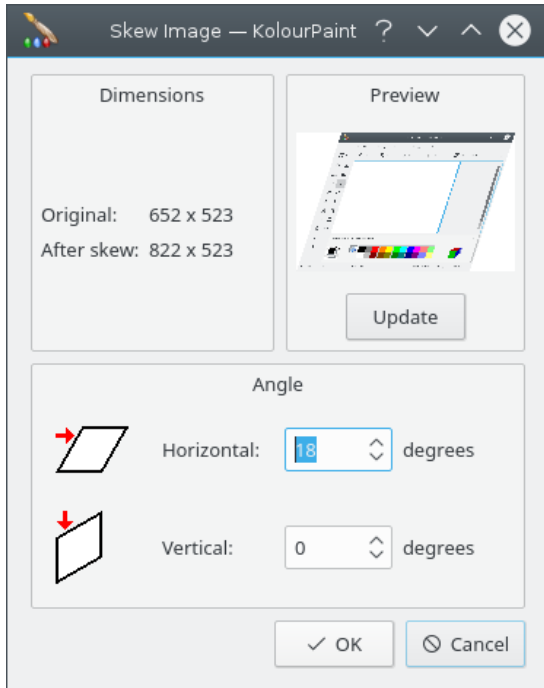 Skew Image — KolourPaint
Dimensions
Original: 652 x 523
After skew: 822 x 523
Preview
Update
Angle
Horizontal: 18 degrees
Vertical: 0 degrees
OK
Cancel